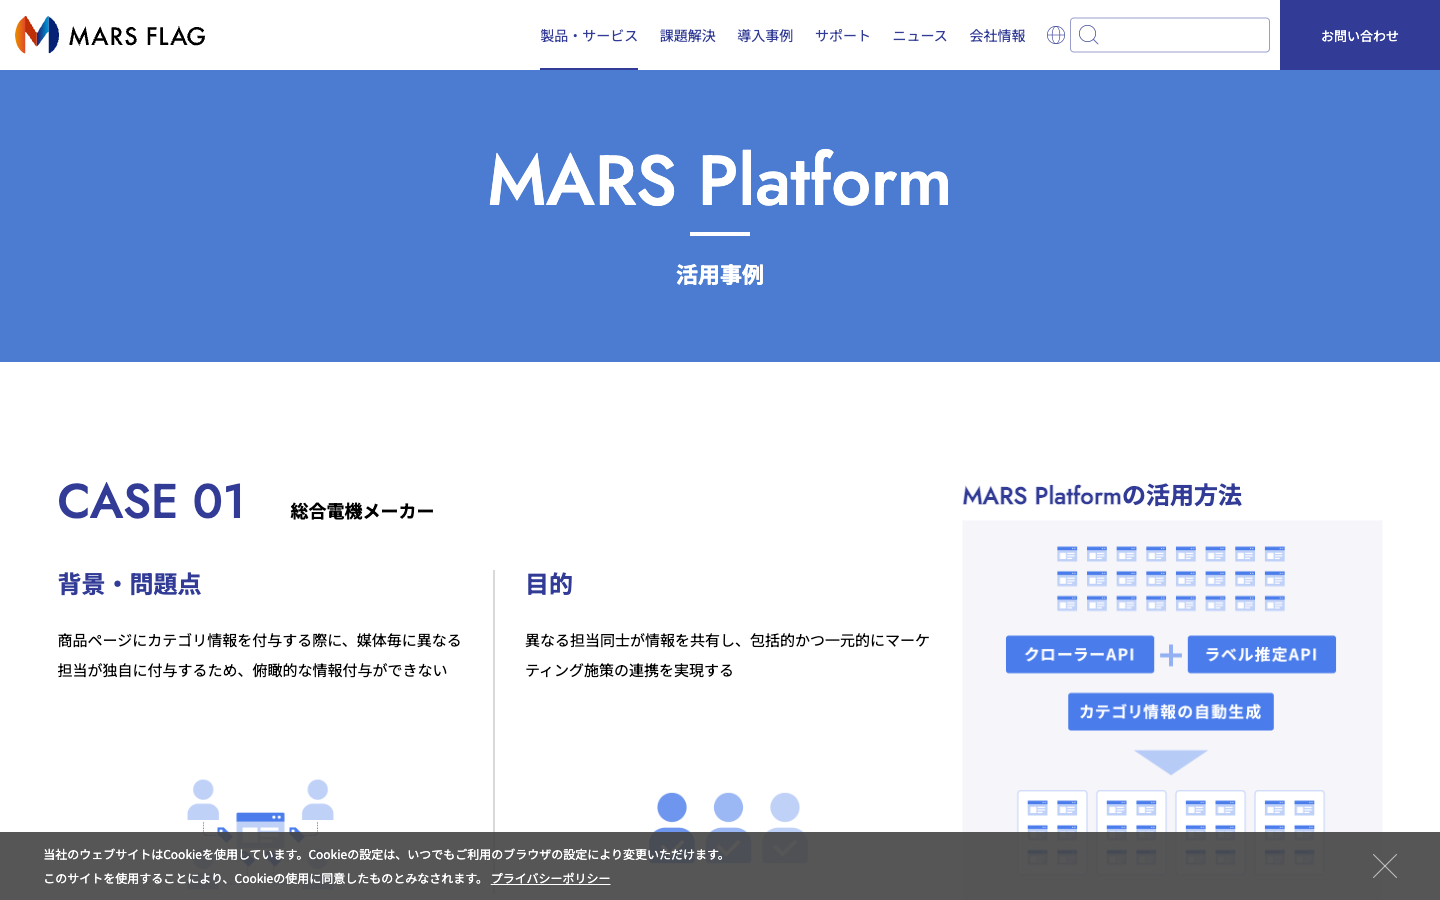 MARS FLAG
製品・サービス 課題解決 導入事例 サポート ニュース 会社情報
お問い合わせ
MARS Platform
活用事例
CASE 01 総合電機メーカー
背景・問題点
商品ページにカテゴリ情報を付与する際に、媒体毎に異なる
担当が独自に付与するため、俯瞰的な情報付与ができない
目的
異なる担当同士が情報を共有し、包括的かつ一元的にマーケ
ティング施策の連携を実現する
MARS Platformの活用方法
クローラーAPI + ラベル推定API
カテゴリ情報の自動生成
当社のウェブサイトはCookieを使用しています。Cookieの設定は、いつでもご利用のブラウザの設定により変更いただけます。
このサイトを使用することにより、Cookieの使用に同意したものとみなされます。 プライバシーポリシー